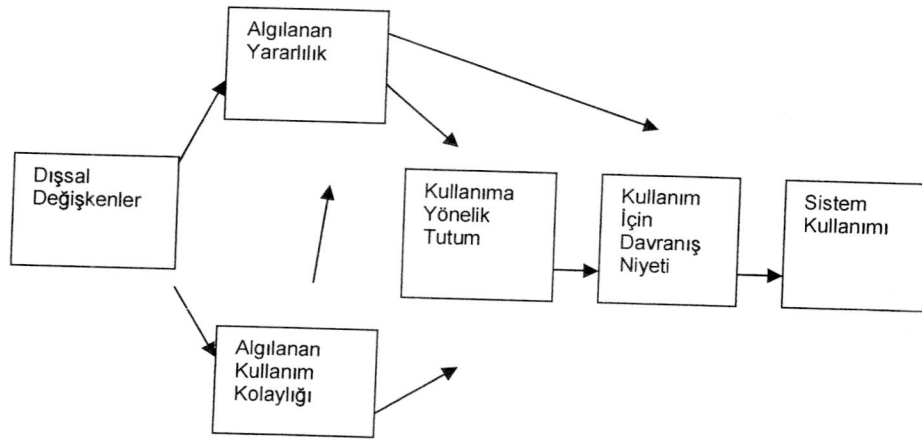 Algılanan
Yararlılık
Dışsal
Değişkenler
Kullanıma
Yönelik
Tutum
Kullanım
İçin
Davranış
Niyeti
Sistem
Kullanımı
Algılanan
Kullanım
Kolaylığı